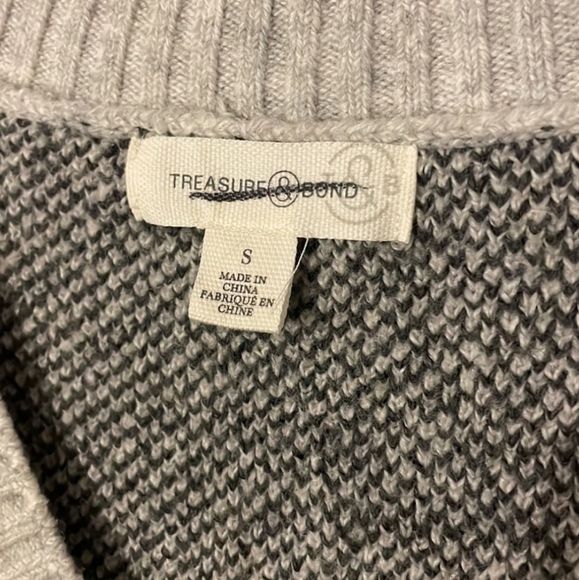 TREASURE & BOND
T & B
S
MADE IN
CHINA
FABRIQUÉ EN
CHINE